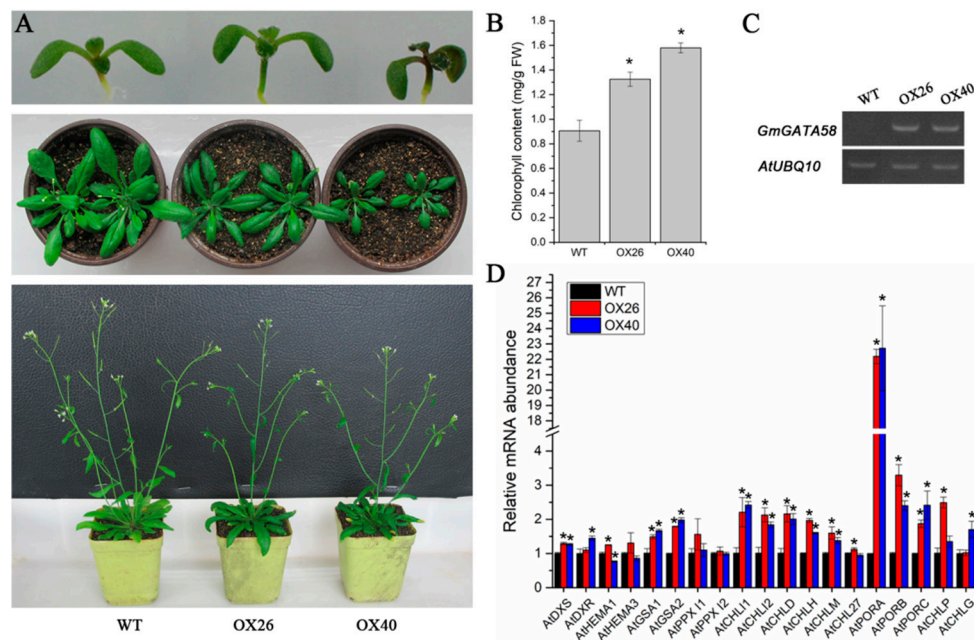 A
WT
OX26
OX40
B
Chlorophyll content (mg/g FW)
1.8
1.6
1.4
1.2
1.0
0.8
0.6
0.4
0.2
0.0
*
*
WT
OX26
OX40
C
WT
OX26
OX40
GmGATA58
AtUBQ10
D
Relative mRNA abundance
27
26
25
24
23
22
21
20
19
18
4
3
2
1
0
WT
OX26
OX40
* * * * * * * * * * * * * * * * * * * * * * * * * * * *
AtDXS
AtDXR
AtHEMA1
AtHEMA3
AtGSA1
AtGSA2
AtPPX I1
AtPPX I2
AtCHLI1
AtCHLI2
AtCHLD
AtCHLH
AtCHLM
AtCHL27
AtPORA
AtPORB
AtPORC
AtCHLP
AtCHLG